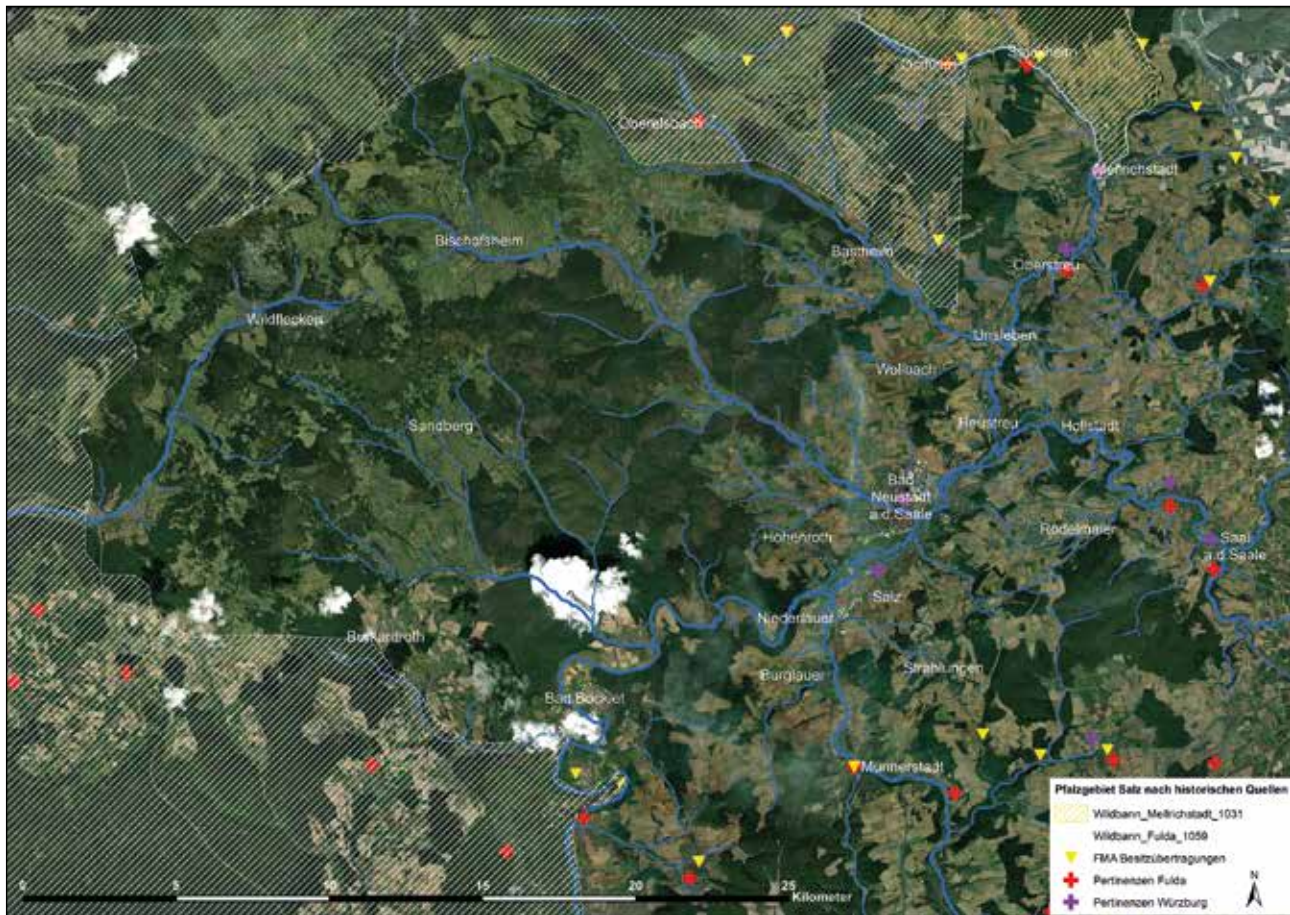 Oberelsbach
Mellrichstadt
Bischofsheim
Bastheim
Oberstreu
Wildflecken
Unsleben
Wollbach
Sandberg
Heustreu
Hollstadt
Bad
Neustadt
a.d.Saale
Hohenroth
Rödelmaier
Saal
a.d.Saale
Salz
Niederlauer
Burkardroth
Strahlungen
Burglauer
Bad Bocklet
Münnerstadt
Pfalzgebiet Salz nach historischen Quellen
Wildbann_Mellrichstadt_1031
Wildbann_Fulda_1059
FMA Besitzübertragungen
Pertinenzen Fulda
Pertinenzen Würzburg
N
0 5 10 15 20 25
Kilometer